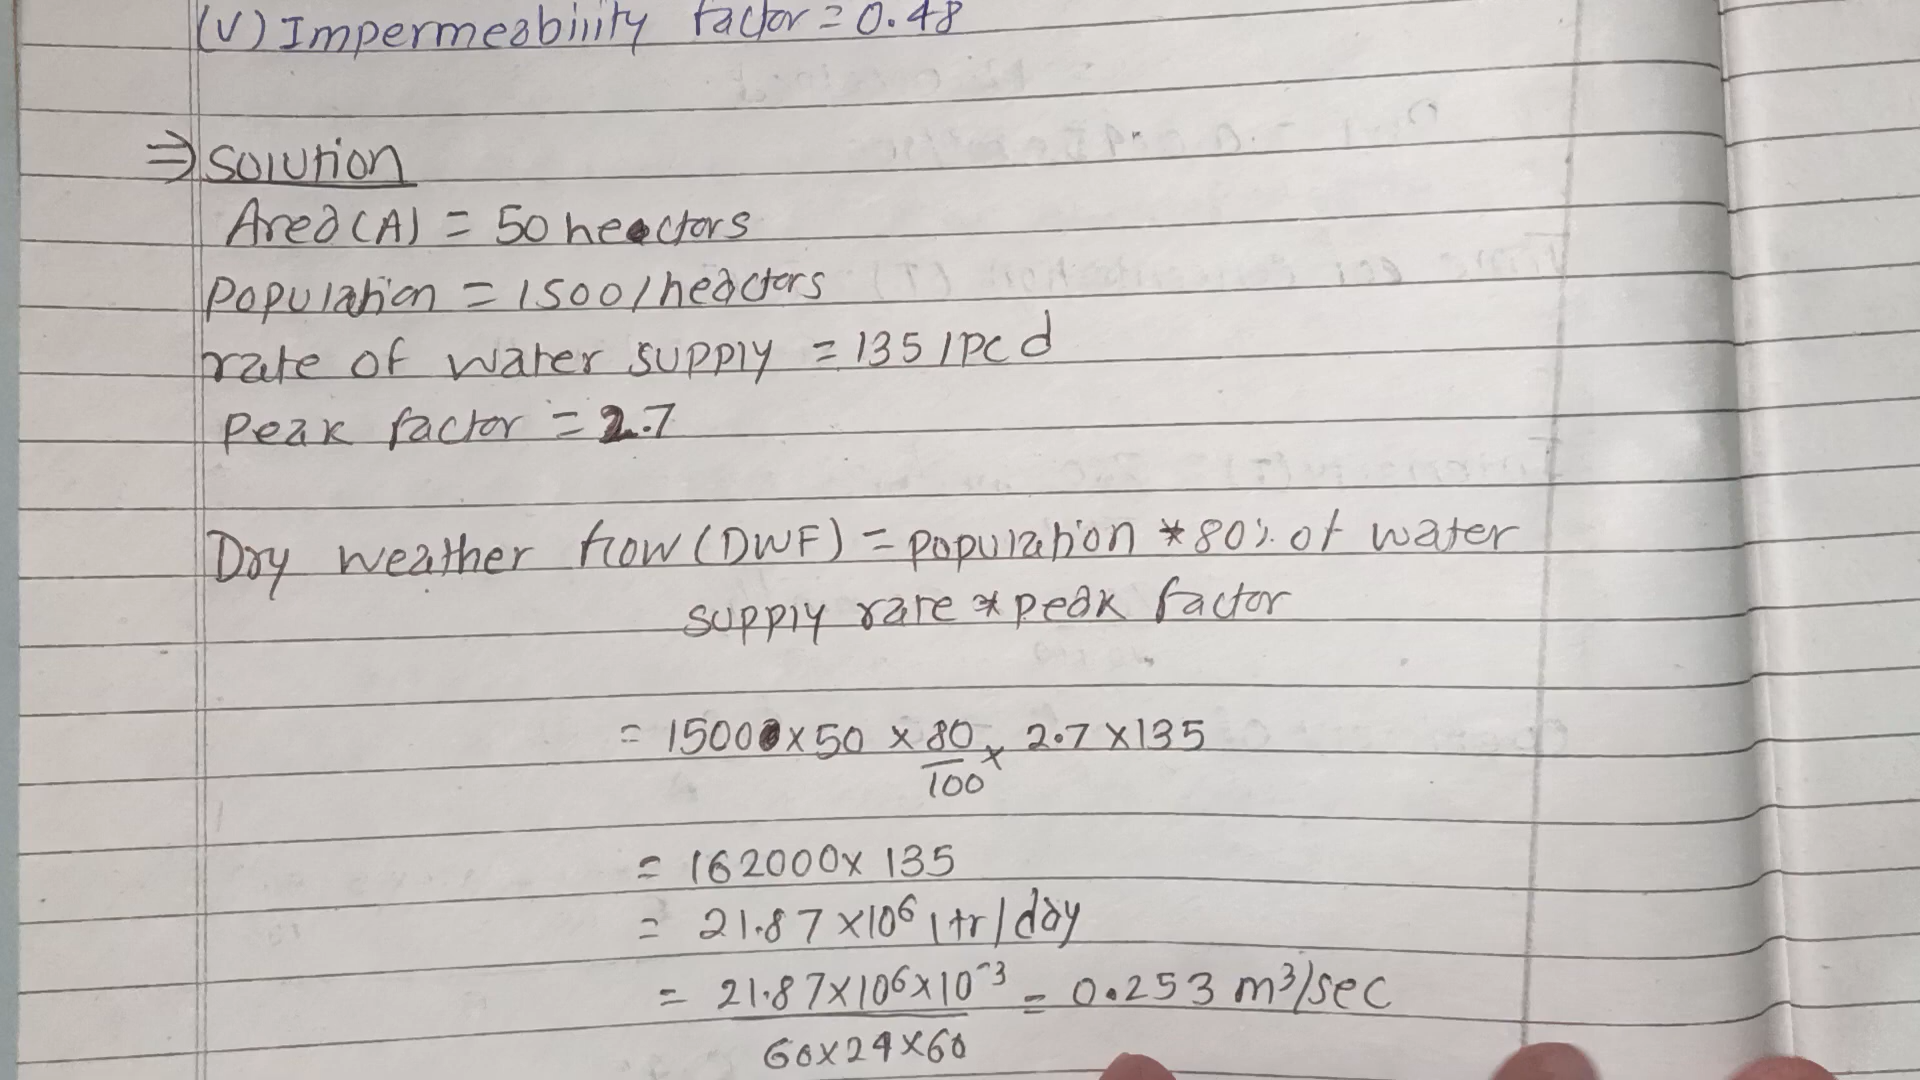 (V) Impermeability factor = 0.48
⇒ Solution
Area (A) = 50 heactors
Population = 1500/heactors
rate of water supply = 135 lpcd
Peak factor = 2.7
Dry weather flow (DWF) = population * 80% of water
supply rate * peak factor
= 1500 × 50 × 80/100 × 2.7 × 135
= 162000 × 135
= 21.87 × 10⁶ ltr/day
= 21.87×10⁶×10⁻³ / 60×24×60 = 0.253 m³/sec